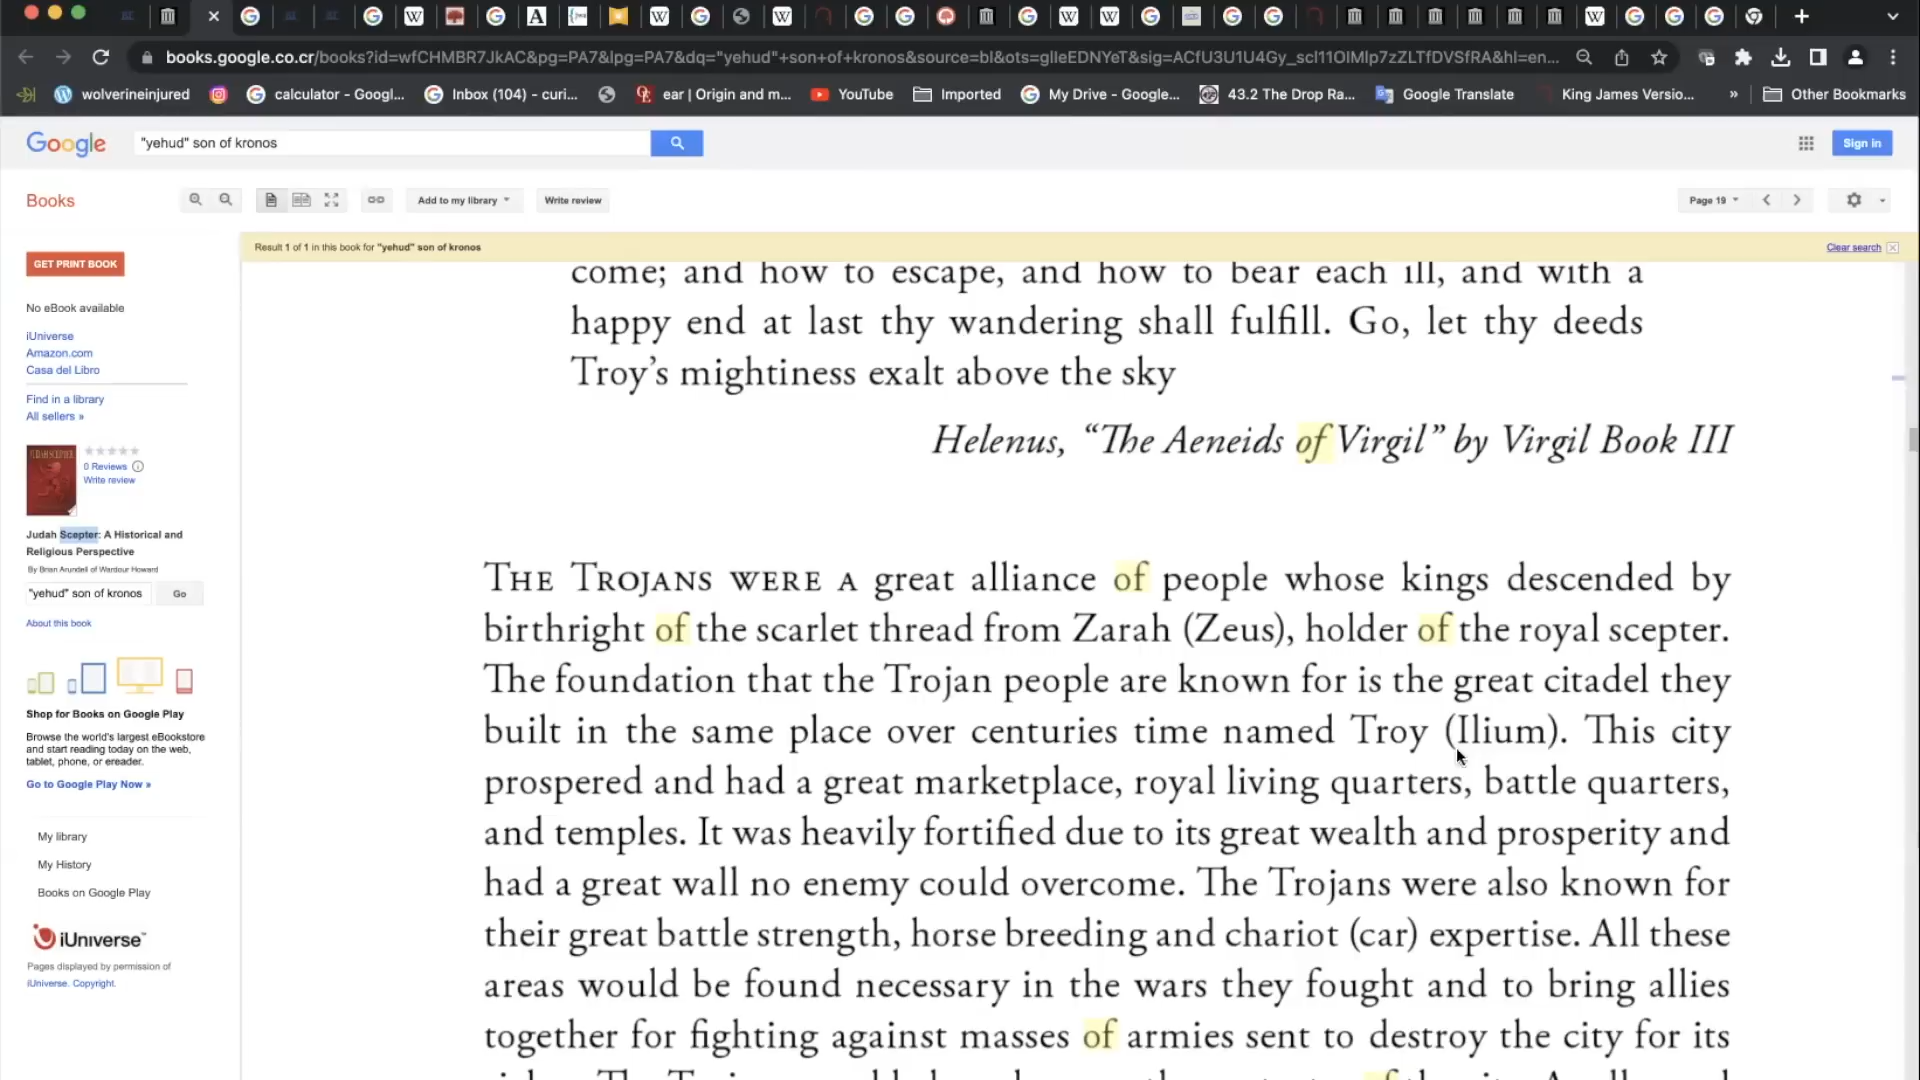 books.google.co.cr/books?id=wfCHMBR7JkAC&pg=PA7&lpg=PA7&dq="yehud"+son+of+kronos&source=bl&ots=glIeEDNYeT&sig=ACfU3U1U4Gy_scl11OlMlp7zZLTfDVSfRA&hl=en...
wolverineinjured
calculator - Googl...
Inbox (104) - curi...
ear | Origin and m...
YouTube
Imported
My Drive - Google...
43.2 The Drop Ra...
Google Translate
King James Versio...
»
Other Bookmarks
Google
"yehud" son of kronos
Sign in
Books
Add to my library
Write review
Page 19
Result 1 of 1 in this book for "yehud" son of kronos
Clear search
GET PRINT BOOK
No eBook available
iUniverse
Amazon.com
Casa del Libro
Find in a library
All sellers »
0 Reviews
Write review
Judah Scepter: A Historical and
Religious Perspective
By Brian Arundell of Wardour Howard
"yehud" son of kronos
Go
About this book
Shop for Books on Google Play
Browse the world's largest eBookstore
and start reading today on the web,
tablet, phone, or ereader.
Go to Google Play Now »
My library
My History
Books on Google Play
iUniverse™
Pages displayed by permission of
iUniverse. Copyright.
come; and how to escape, and how to bear each ill, and with a
happy end at last thy wandering shall fulfill. Go, let thy deeds
Troy's mightiness exalt above the sky
Helenus, "The Aeneids of Virgil" by Virgil Book III
THE TROJANS WERE A great alliance of people whose kings descended by
birthright of the scarlet thread from Zarah (Zeus), holder of the royal scepter.
The foundation that the Trojan people are known for is the great citadel they
built in the same place over centuries time named Troy (Ilium). This city
prospered and had a great marketplace, royal living quarters, battle quarters,
and temples. It was heavily fortified due to its great wealth and prosperity and
had a great wall no enemy could overcome. The Trojans were also known for
their great battle strength, horse breeding and chariot (car) expertise. All these
areas would be found necessary in the wars they fought and to bring allies
together for fighting against masses of armies sent to destroy the city for its